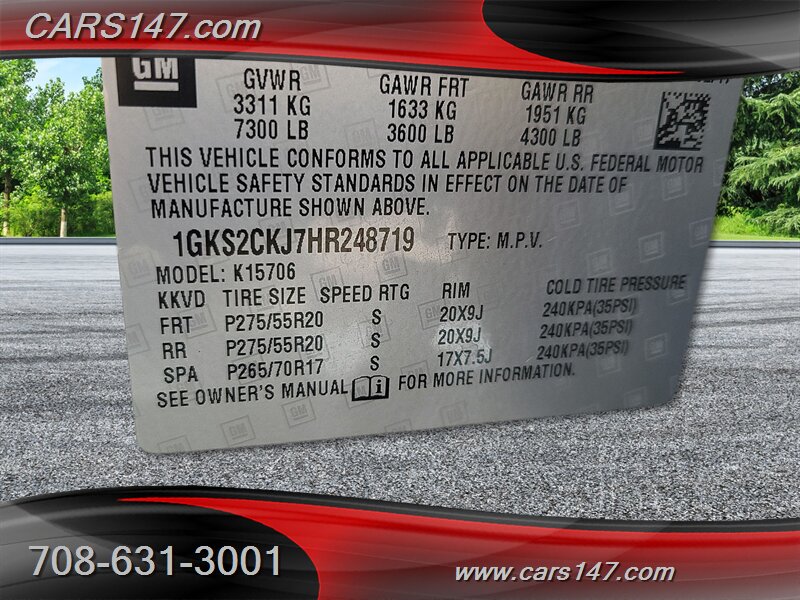 CARS147.com
GM
GVWR GAWR FRT GAWR RR
3311 KG 1633 KG 1951 KG
7300 LB 3600 LB 4300 LB
THIS VEHICLE CONFORMS TO ALL APPLICABLE U.S. FEDERAL MOTOR
VEHICLE SAFETY STANDARDS IN EFFECT ON THE DATE OF
MANUFACTURE SHOWN ABOVE.
1GKS2CKJ7HR248719 TYPE: M.P.V.
MODEL: K15706
KKVD TIRE SIZE SPEED RTG RIM COLD TIRE PRESSURE
FRT P275/55R20 S 20X9J 240KPA(35PSI)
RR P275/55R20 S 20X9J 240KPA(35PSI)
SPA P265/70R17 S 17X7.5J 240KPA(35PSI)
SEE OWNER'S MANUAL FOR MORE INFORMATION.
708-631-3001
www.cars147.com